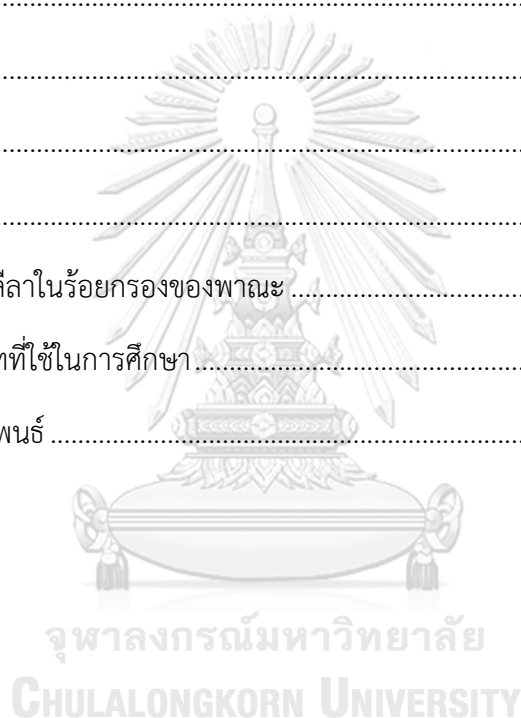 ..........................................................................
..........................................................................
..........................................................................
..........................................................................
ลีลาในร้อยกรองของพาณะ ........................................
ที่ใช้ในการศึกษา........................................................
พนธ์ ..................................................................
จุฬาลงกรณ์มหาวิทยาลัย
CHULALONGKORN UNIVERSITY